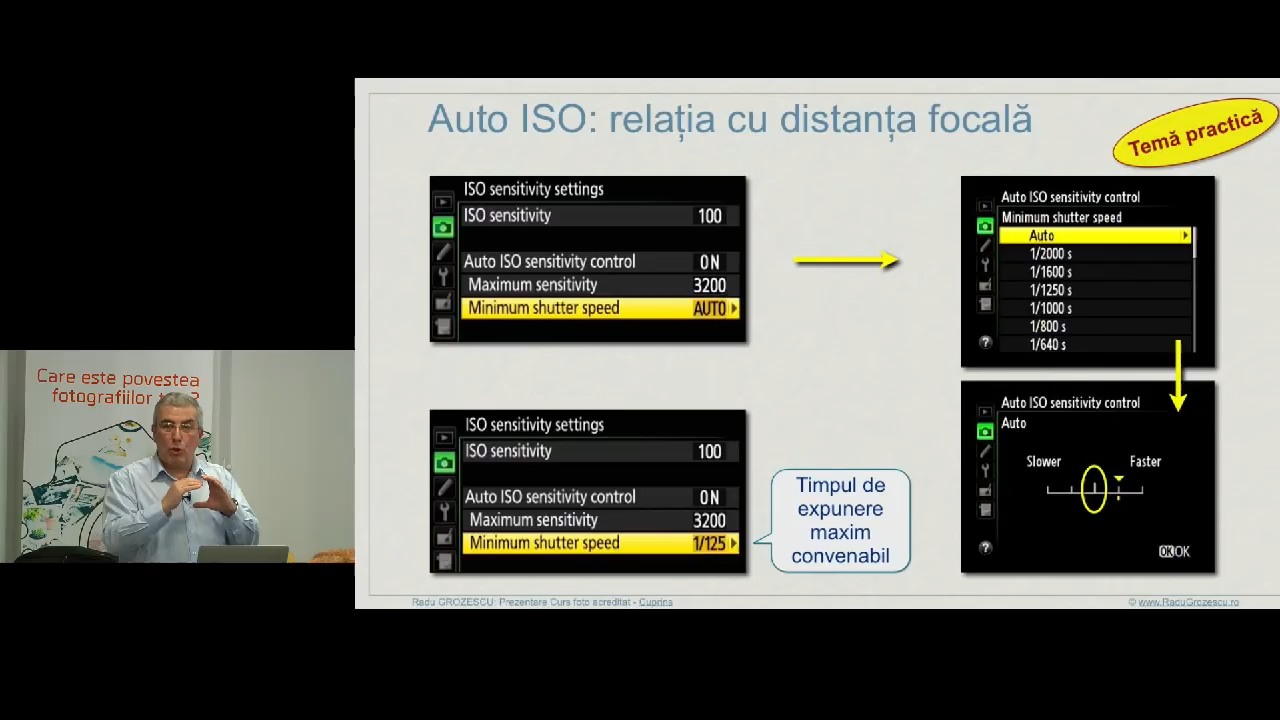 Auto ISO: relația cu distanța focală
Temă practică
ISO sensitivity settings
ISO sensitivity 100
Auto ISO sensitivity control ON
Maximum sensitivity 3200
Minimum shutter speed AUTO
Auto ISO sensitivity control
Minimum shutter speed
Auto
1/2000 s
1/1600 s
1/1250 s
1/1000 s
1/800 s
1/640 s
?
ISO sensitivity settings
ISO sensitivity 100
Auto ISO sensitivity control ON
Maximum sensitivity 3200
Minimum shutter speed 1/125
Timpul de
expunere
maxim
convenabil
Auto ISO sensitivity control
Auto
Slower Faster
? OK OK
Care este povestea
fotografiilor
Radu GROZESCU: Prezentare Curs foto acreditat - Cuprins
© www.RaduGrozescu.ro